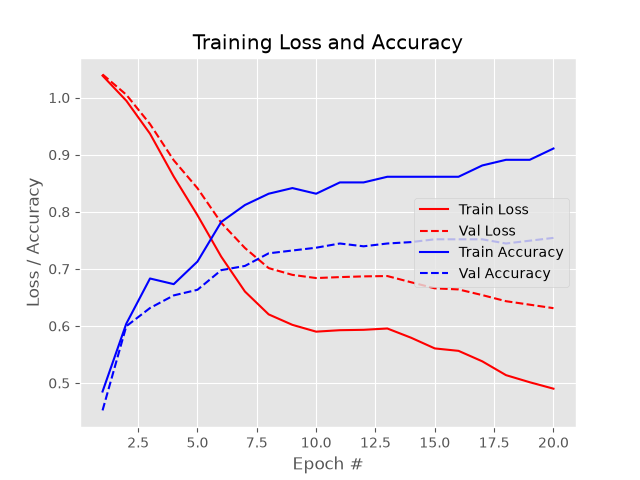 Training Loss and Accuracy
Loss / Accuracy
1.0
0.9
0.8
0.7
0.6
0.5
Train Loss
Val Loss
Train Accuracy
Val Accuracy
2.5 5.0 7.5 10.0 12.5 15.0 17.5 20.0
Epoch #